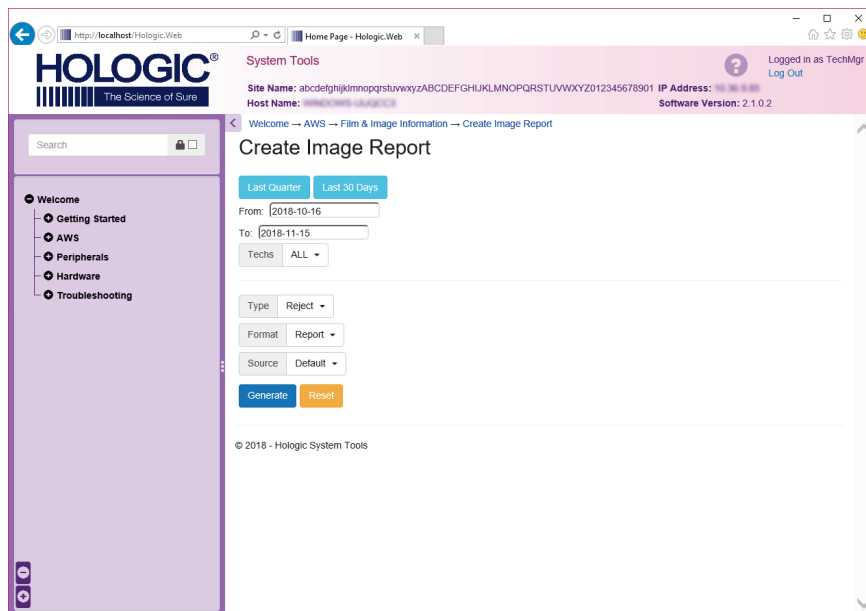 http://localhost/Hologic.Web
Home Page - Hologic.Web
HOLOGIC®
The Science of Sure
System Tools
Logged in as TechMgr
Log Out
Site Name: abcdefghijklmnopqrstuvwxyzABCDEFGHIJKLMNOPQRSTUVWXYZ012345678901 IP Address:
Host Name:
Software Version: 2.1.0.2
Search
Welcome
Getting Started
AWS
Peripherals
Hardware
Troubleshooting
Welcome → AWS → Film & Image Information → Create Image Report
Create Image Report
Last Quarter Last 30 Days
From: 2018-10-16
To: 2018-11-15
Techs ALL
Type Reject
Format Report
Source Default
Generate Reset
© 2018 - Hologic System Tools